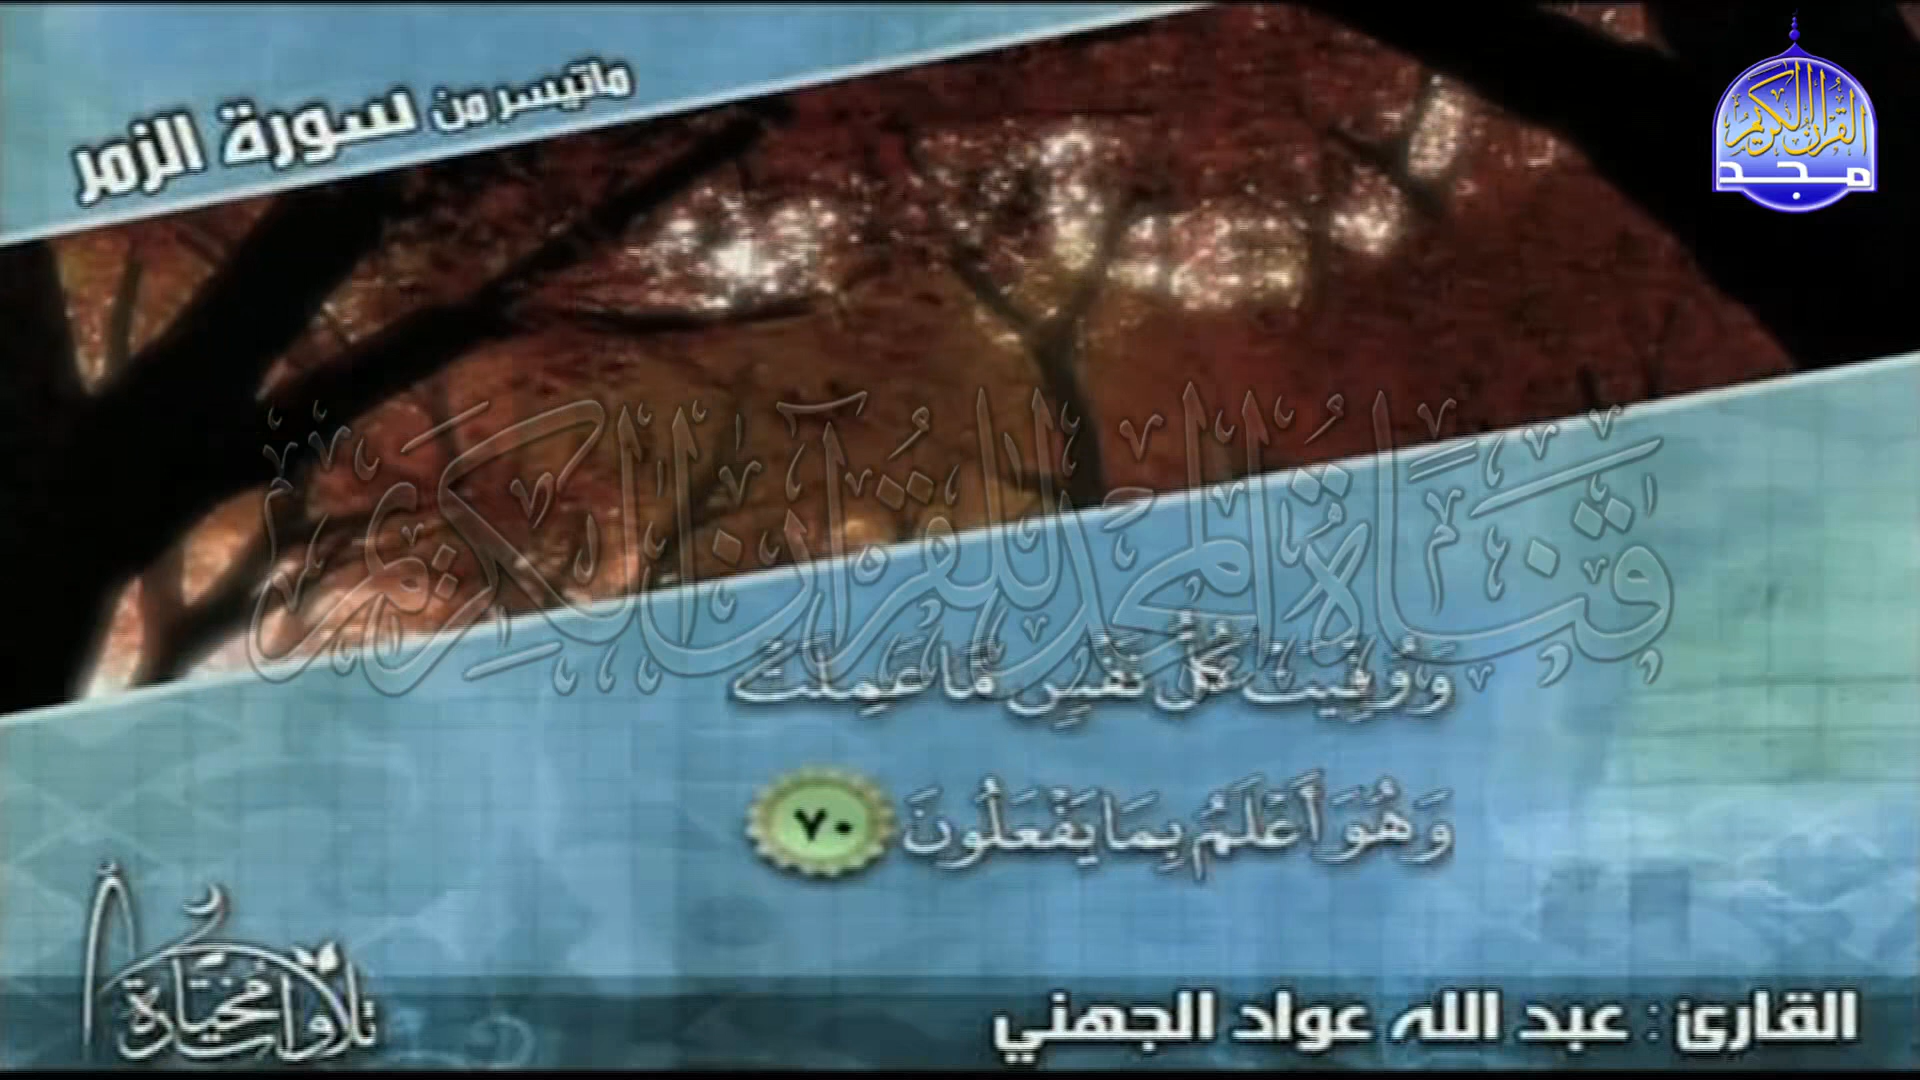 ماتيسر من سورة الزمر
القرآن الكريم
مجد
قناة المجد للقرآن الكريم
وَوُفِّيَتْ كُلُّ نَفْسٍ مَّا عَمِلَتْ
وَهُوَ أَعْلَمُ بِمَا يَفْعَلُونَ ٧٠
تلاوات مختارة
القارئ : عبد الله عواد الجهني